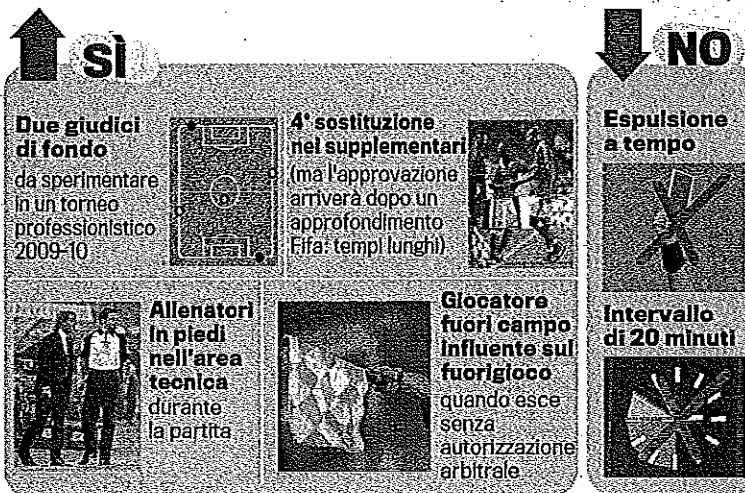 SÌ
Due giudici
di fondo
da sperimentare
in un torneo
professionistico
2009-10
4ª sostituzione
nei supplementari
(ma l'approvazione
arriverà dopo un
approfondimento
Fifa: tempi lunghi)
Allenatori
in piedi
nell'area
tecnica
durante
la partita
Giocatore
fuori campo
influente sul
fuorigioco
quando esce
senza
autorizzazione
arbitrale
NO
Espulsione
a tempo
Intervallo
di 20 minuti